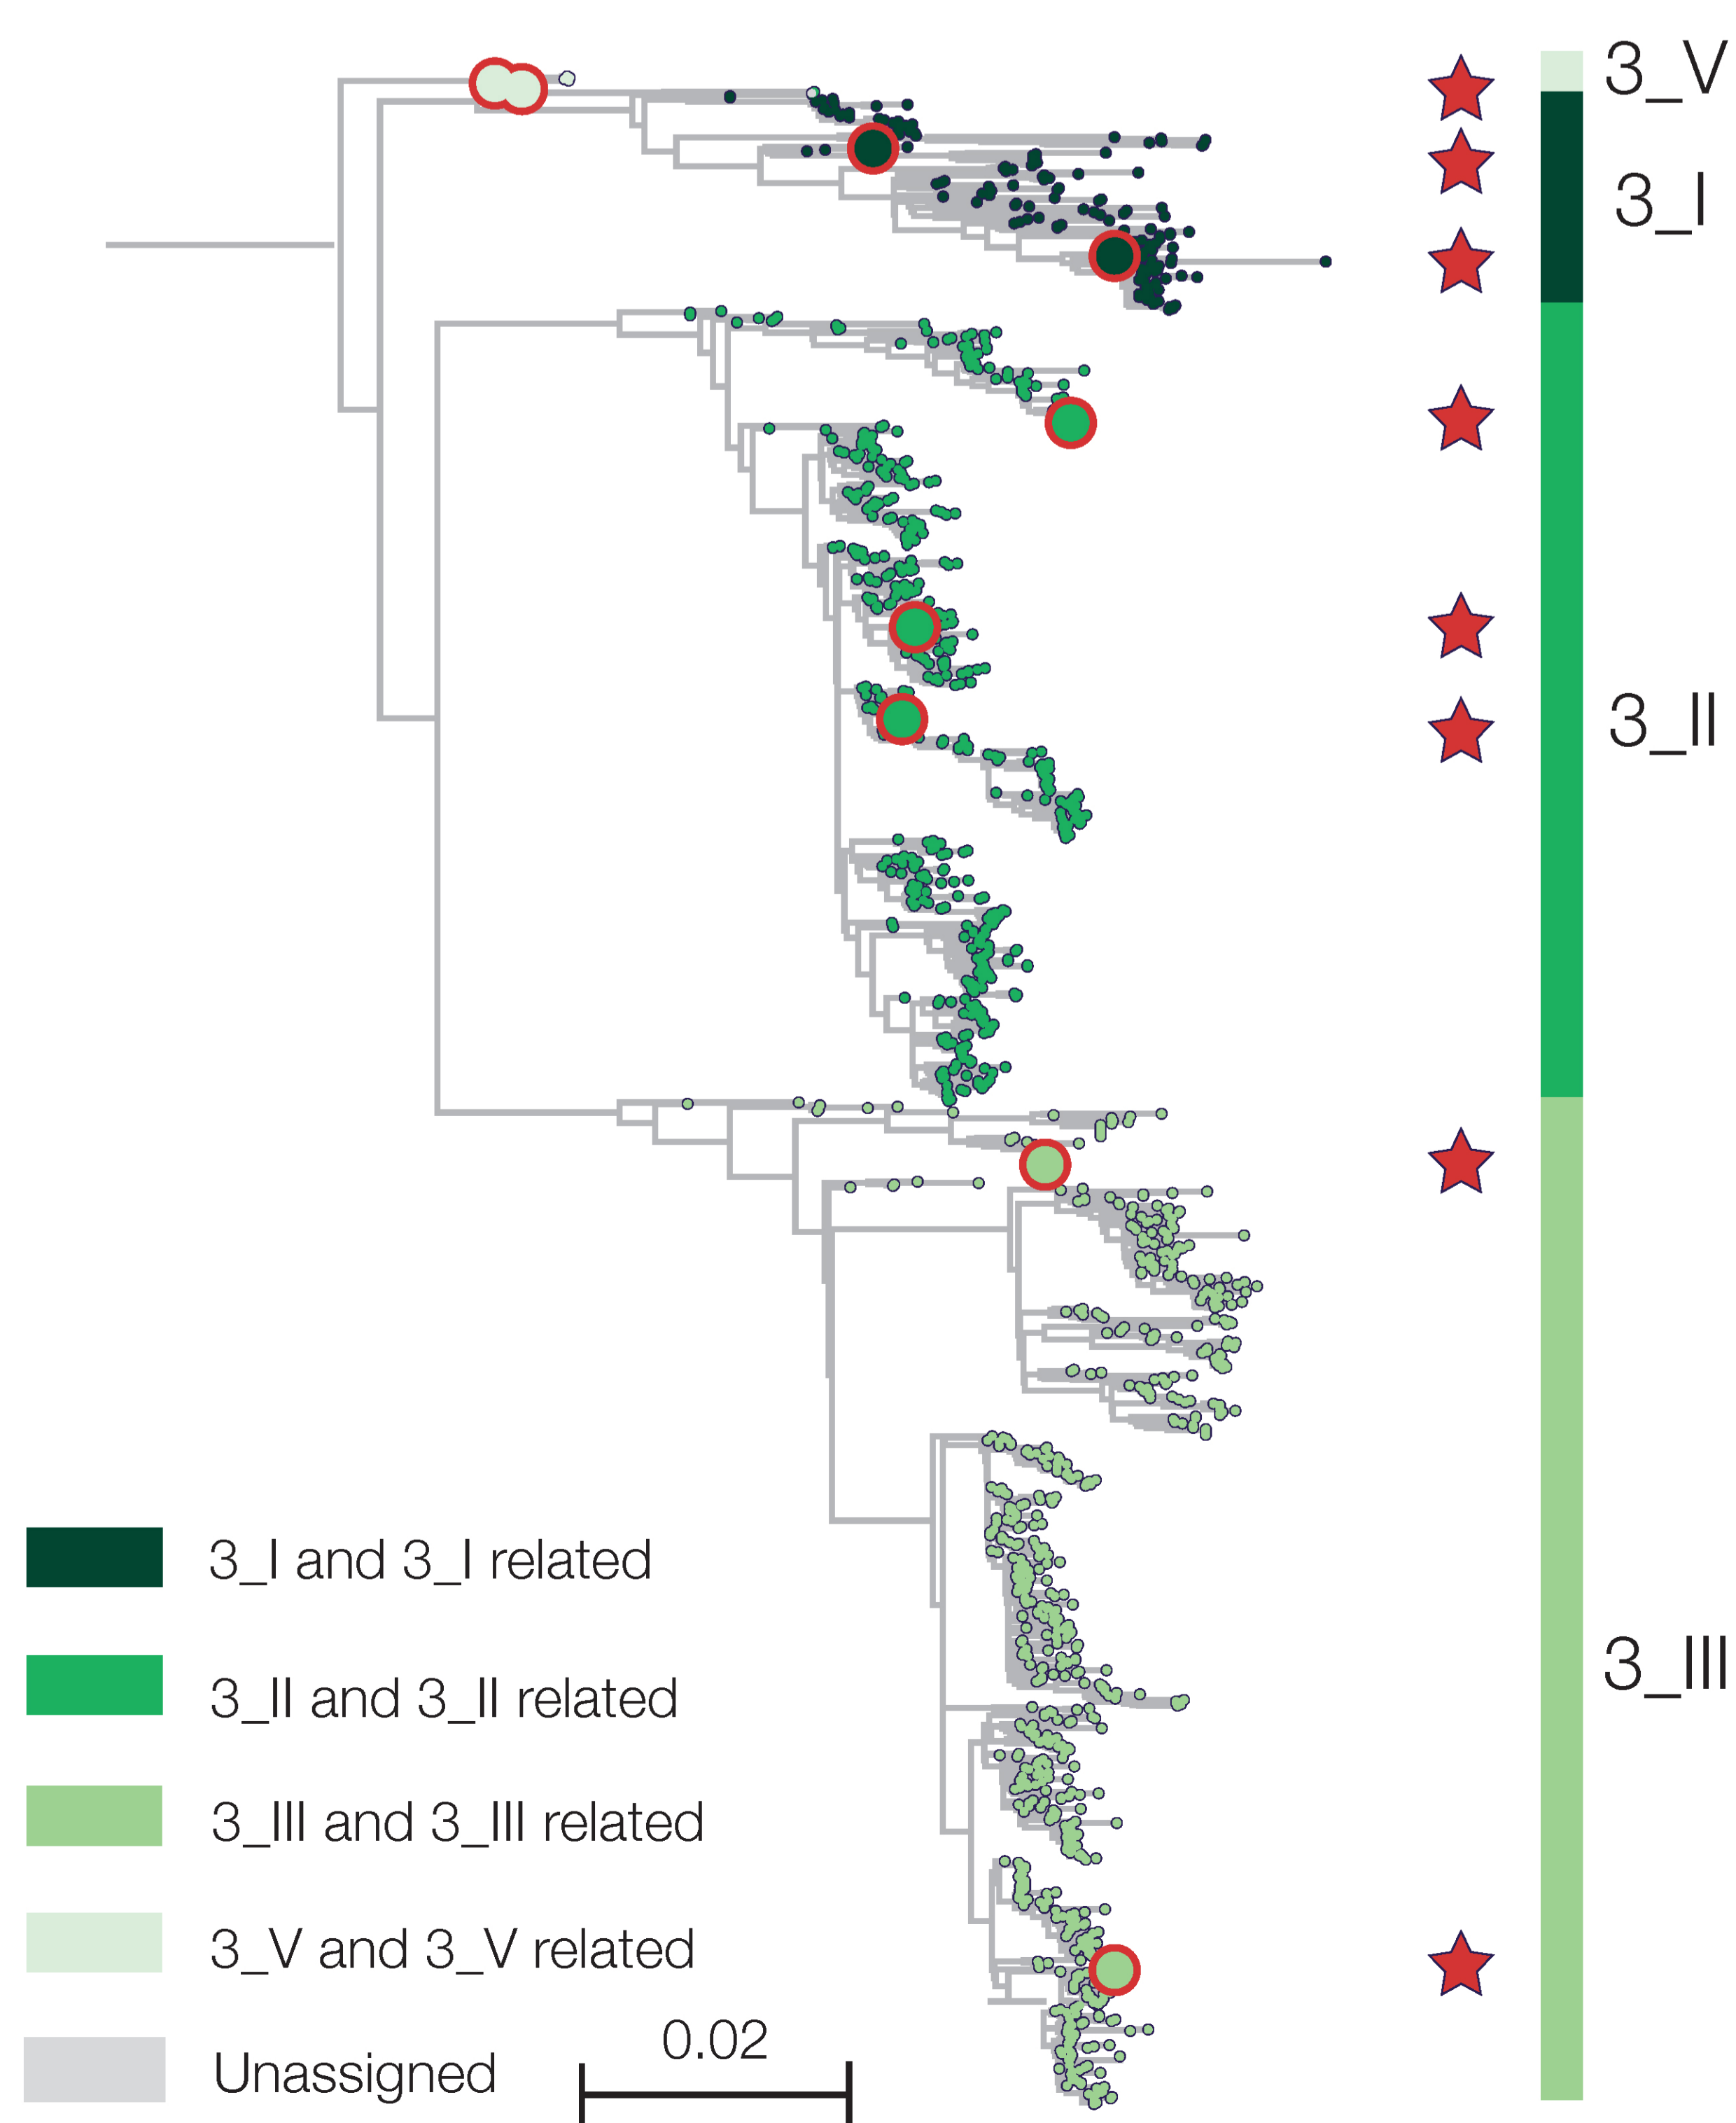 3_V
3_I
3_II
3_III
3_I and 3_I related
3_II and 3_II related
3_III and 3_III related
3_V and 3_V related
Unassigned
0.02